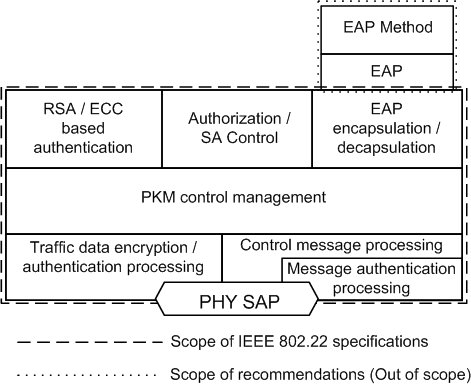 EAP Method
EAP
RSA / ECC
based
authentication
Authorization /
SA Control
EAP
encapsulation /
decapsulation
PKM control management
Traffic data encryption /
authentication processing
Control message processing
Message authentication
processing
PHY SAP
Scope of IEEE 802.22 specifications
Scope of recommendations (Out of scope)